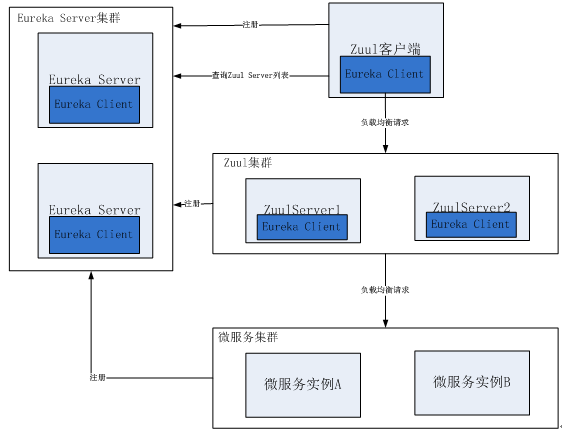 Eureka Server集群
Eureka Server
Eureka Client
Eureka Server
Eureka Client
注册
查询Zuul Server列表
Zuul客户端
Eureka Client
负载均衡请求
Zuul集群
注册
ZuulServer1
Eureka Client
ZuulServer2
Eureka Client
负载均衡请求
微服务集群
注册
微服务实例A
微服务实例B